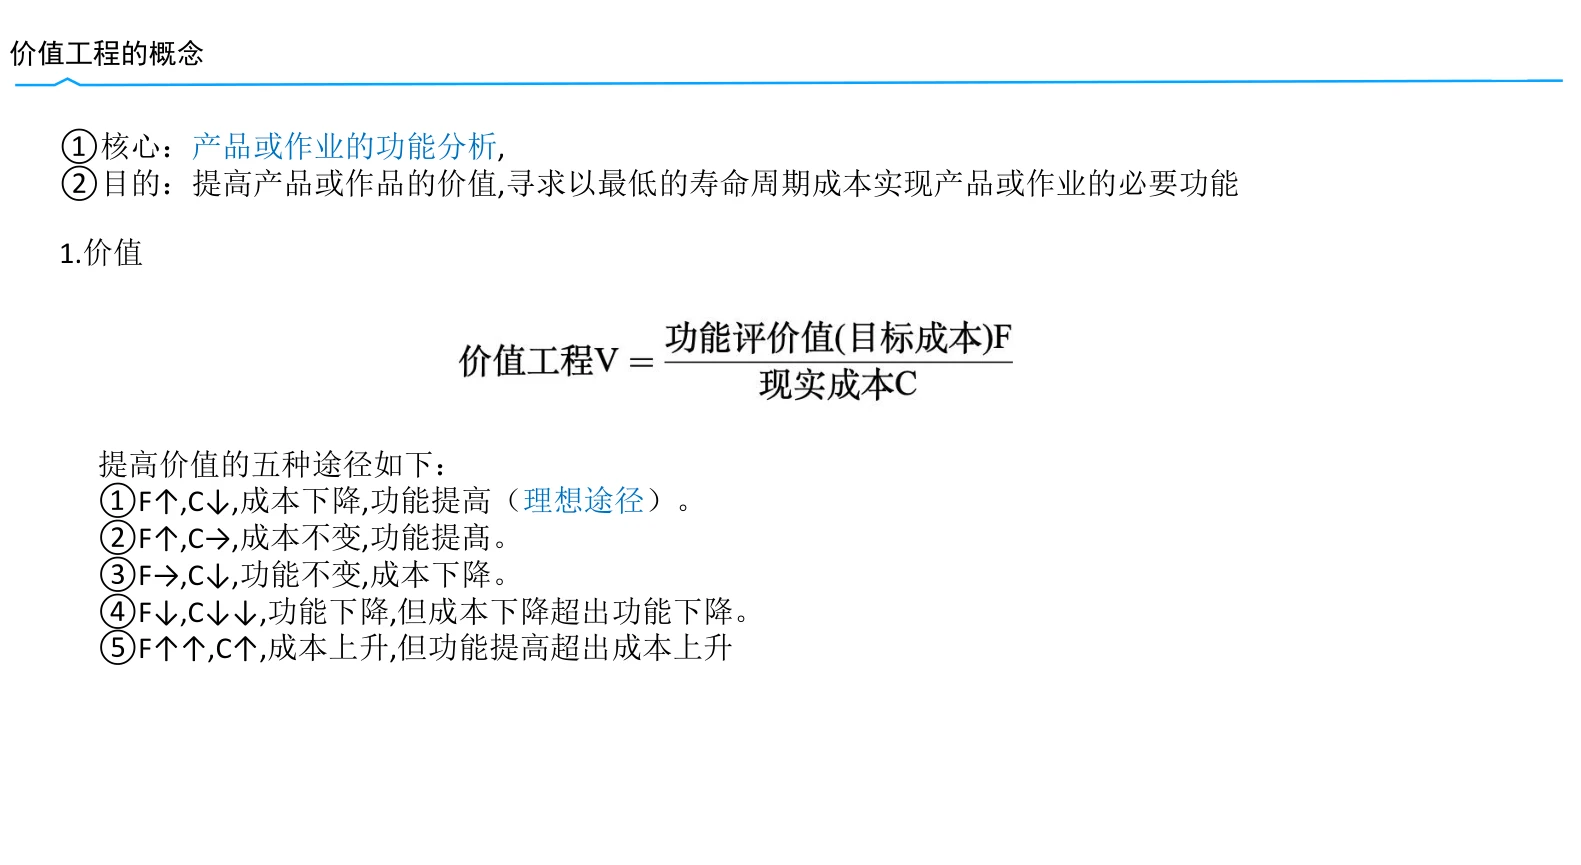 价值工程的概念
①核心：产品或作业的功能分析,
②目的：提高产品或作品的价值,寻求以最低的寿命周期成本实现产品或作业的必要功能
1.价值
价值工程V = 功能评价值(目标成本)F
现实成本C
提高价值的五种途径如下：
①F↑,C↓,成本下降,功能提高（理想途径）。
②F↑,C→,成本不变,功能提髙。
③F→,C↓,功能不变,成本下降。
④F↓,C↓↓,功能下降,但成本下降超出功能下降。
⑤F↑↑,C↑,成本上升,但功能提高超出成本上升